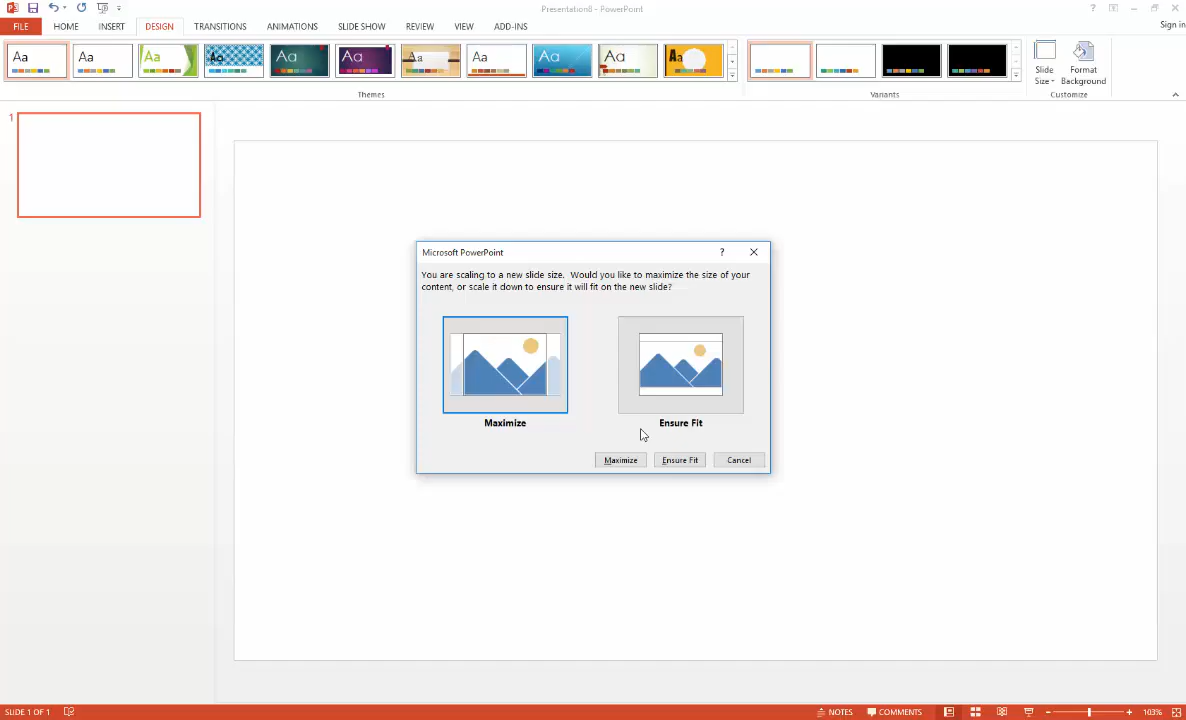 Presentation8 - PowerPoint
?
FILE HOME INSERT DESIGN TRANSITIONS ANIMATIONS SLIDE SHOW REVIEW VIEW ADD-INS
Sign in
Aa Aa Aa Aa Aa Aa Aa Aa Aa Aa Aa
Slide
Size
Format
Background
Themes
Variants
Customize
1
Microsoft PowerPoint
?
You are scaling to a new slide size. Would you like to maximize the size of your
content, or scale it down to ensure it will fit on the new slide?
Maximize
Ensure Fit
Maximize Ensure Fit Cancel
SLIDE 1 OF 1
NOTES COMMENTS 103%